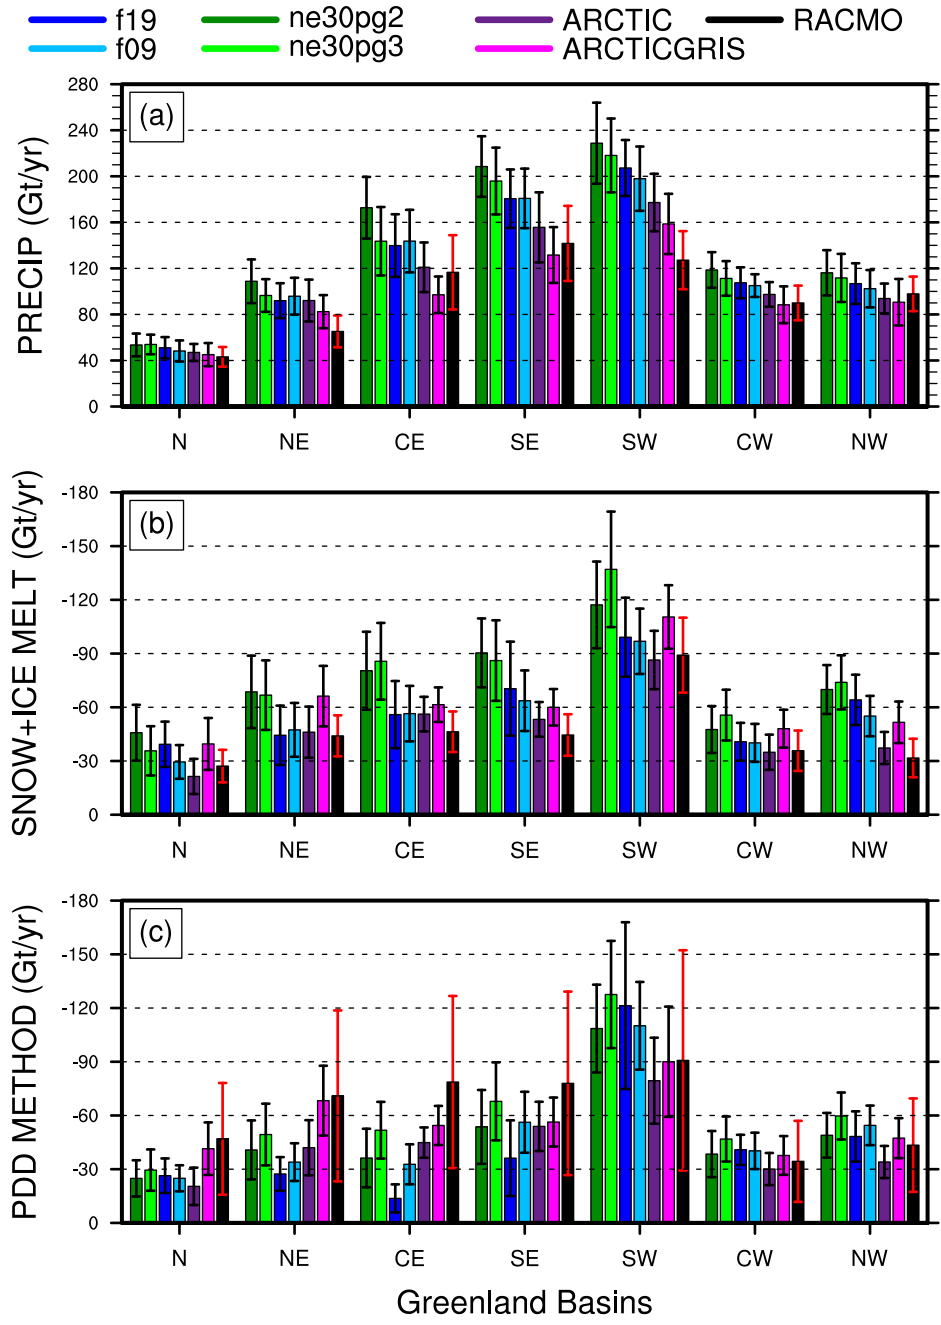 f19 ne30pg2 ARCTIC RACMO
f09 ne30pg3 ARCTICGRIS
(a)
PRECIP (Gt/yr)
280
240
200
160
120
80
40
0
N NE CE SE SW CW NW
(b)
SNOW+ICE MELT (Gt/yr)
-180
-150
-120
-90
-60
-30
0
N NE CE SE SW CW NW
(c)
PDD METHOD (Gt/yr)
-180
-150
-120
-90
-60
-30
0
N NE CE SE SW CW NW
Greenland Basins